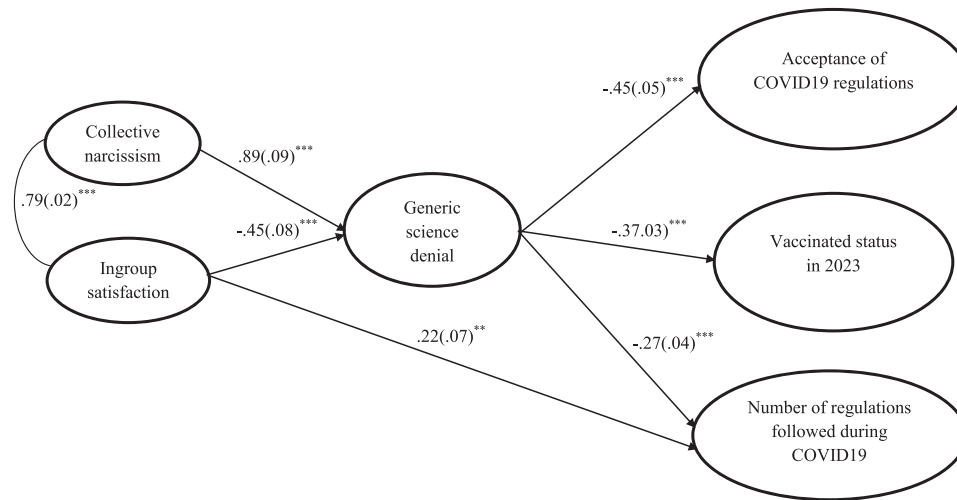 Acceptance of
COVID19 regulations
-.45(.05)***
Collective
narcissism
.89(.09)***
.79(.02)***
Generic
science
denial
-.45(.08)***
-.37.03)***
Vaccinated status
in 2023
Ingroup
satisfaction
.22(.07)**
-.27(.04)***
Number of regulations
followed during
COVID19